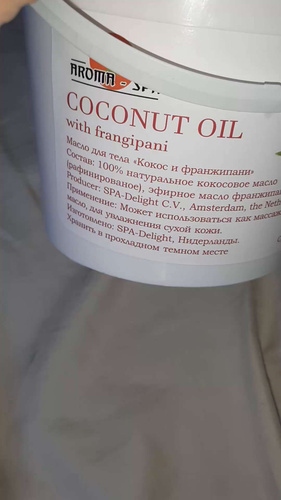 AROMA - SPA
COCONUT OIL
with frangipani
Масло для тела «Кокос и франжипани»
Состав: 100% натуральное кокосовое масло
(рафинированое), эфирное масло франжипани
Producer: SPA-Delight C.V., Amsterdam, the Neth
Применение: Может использоваться как массаж
масло, для увлажнения сухой кожи.
Изготовлено: SPA-Delight, Нидерланды.
Хранить в прохладном темном месте